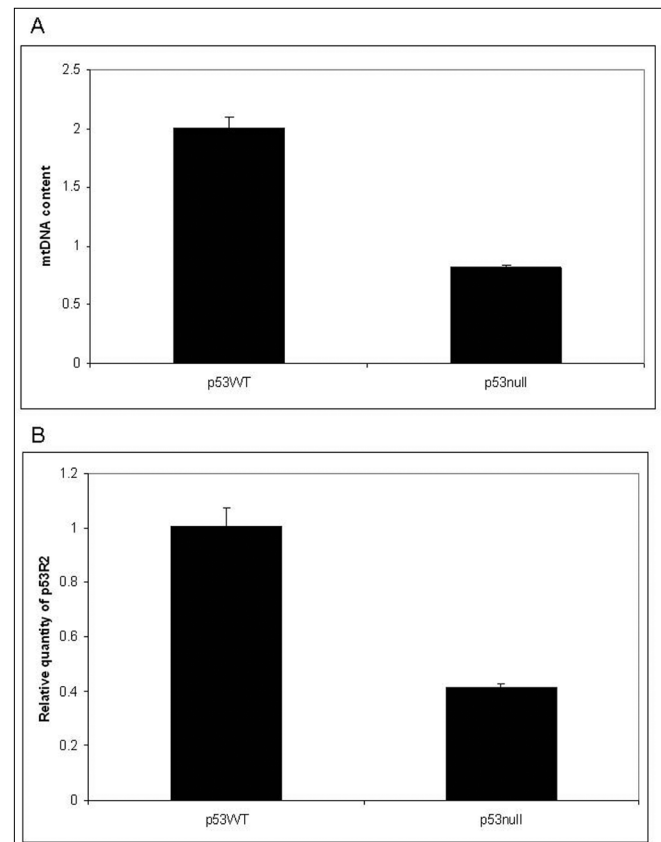 A
2.5
2
1.5
1
0.5
0
mtDNA content
p53WT
p53null
B
1.2
1
0.8
0.6
0.4
0.2
0
Relative quantity of p53R2
p53WT
p53null